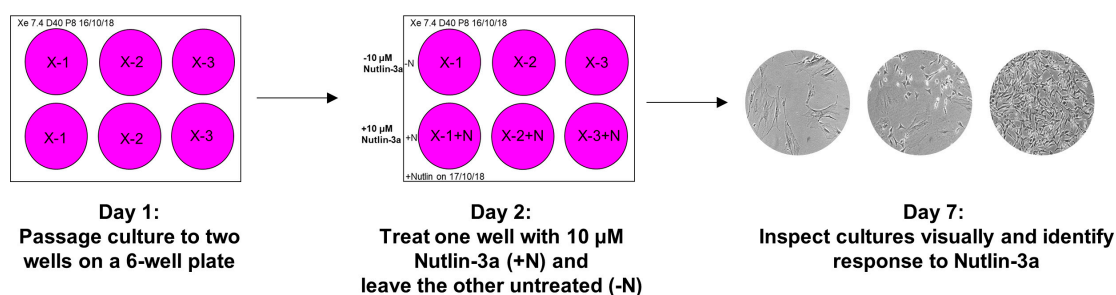 Xe 7.4 D40 P8 16/10/18
X-1 X-2 X-3
X-1 X-2 X-3
Xe 7.4 D40 P8 16/10/18
-10 µM
Nutlin-3a
-N
X-1 X-2 X-3
+10 µM
Nutlin-3a
+N
X-1+N X-2+N X-3+N
+Nutlin on 17/10/18
Day 1:
Passage culture to two
wells on a 6-well plate
Day 2:
Treat one well with 10 µM
Nutlin-3a (+N) and
leave the other untreated (-N)
Day 7:
Inspect cultures visually and identify
response to Nutlin-3a